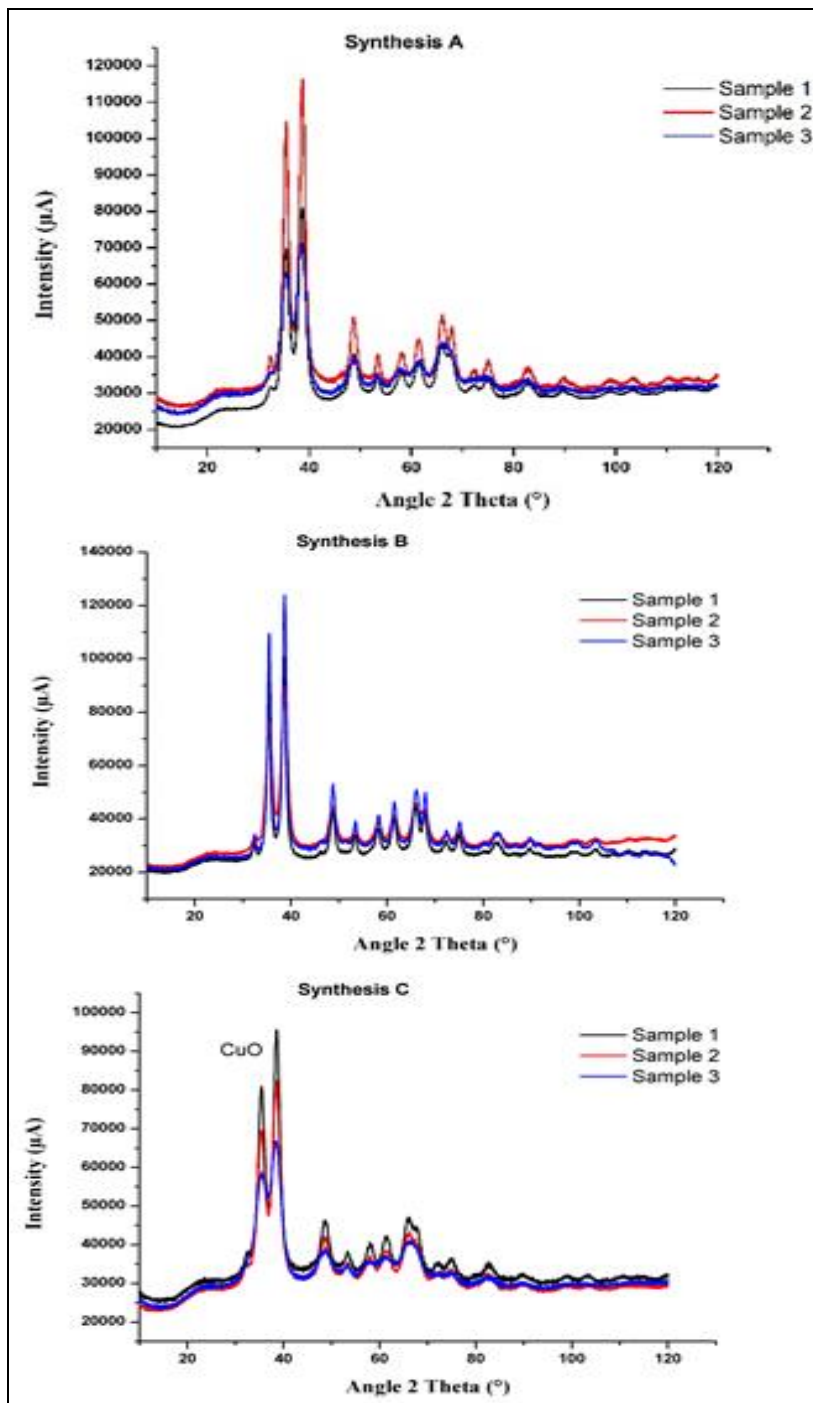 Synthesis A
120000
110000
100000
90000
80000
70000
60000
50000
40000
30000
20000
Intensity (µA)
Sample 1
Sample 2
Sample 3
20 40 60 80 100 120
Angle 2 Theta (°)
Synthesis B
140000
120000
100000
80000
60000
40000
20000
0
Intensity (µA)
Sample 1
Sample 2
Sample 3
20 40 60 80 100 120
Angle 2 Theta (°)
Synthesis C
100000
90000
80000
70000
60000
50000
40000
30000
20000
Intensity (µA)
CuO
Sample 1
Sample 2
Sample 3
20 40 60 80 100 120
Angle 2 Theta (°)